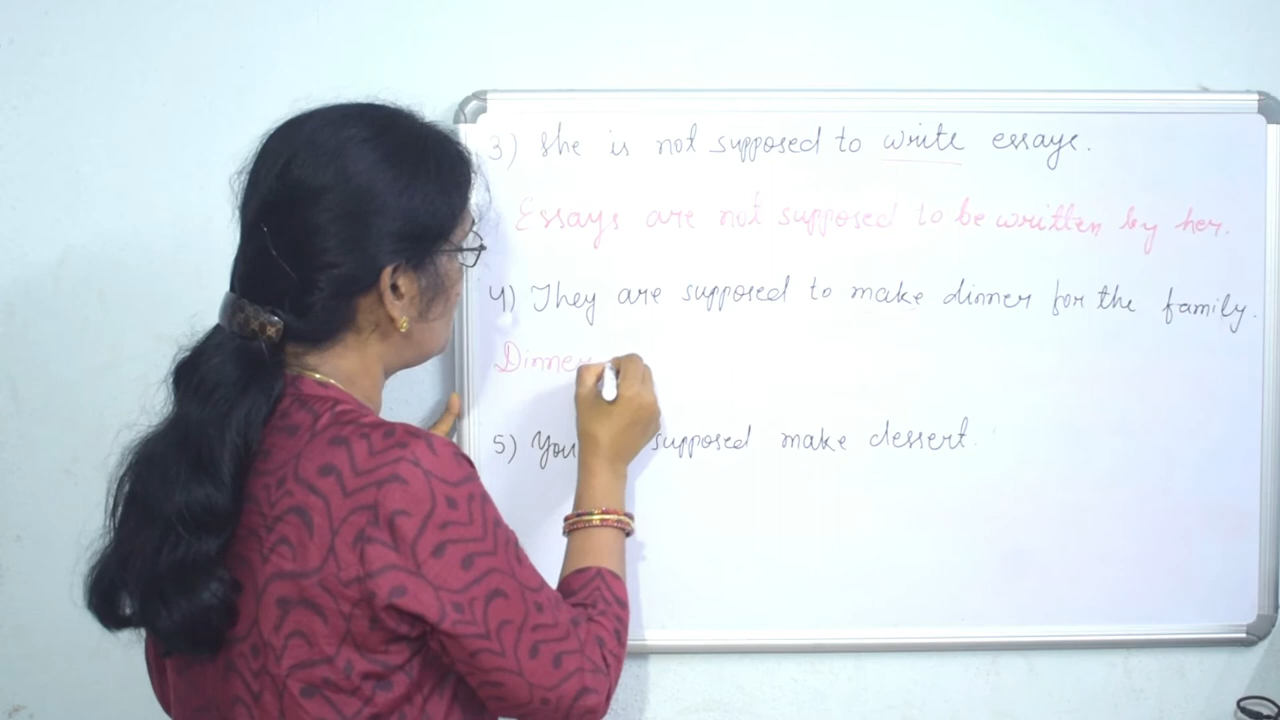 3) She is not supposed to write essays.
Essays are not supposed to be written by her.
4) They are supposed to make dinner for the family.
Dinner
5) You supposed make dessert.